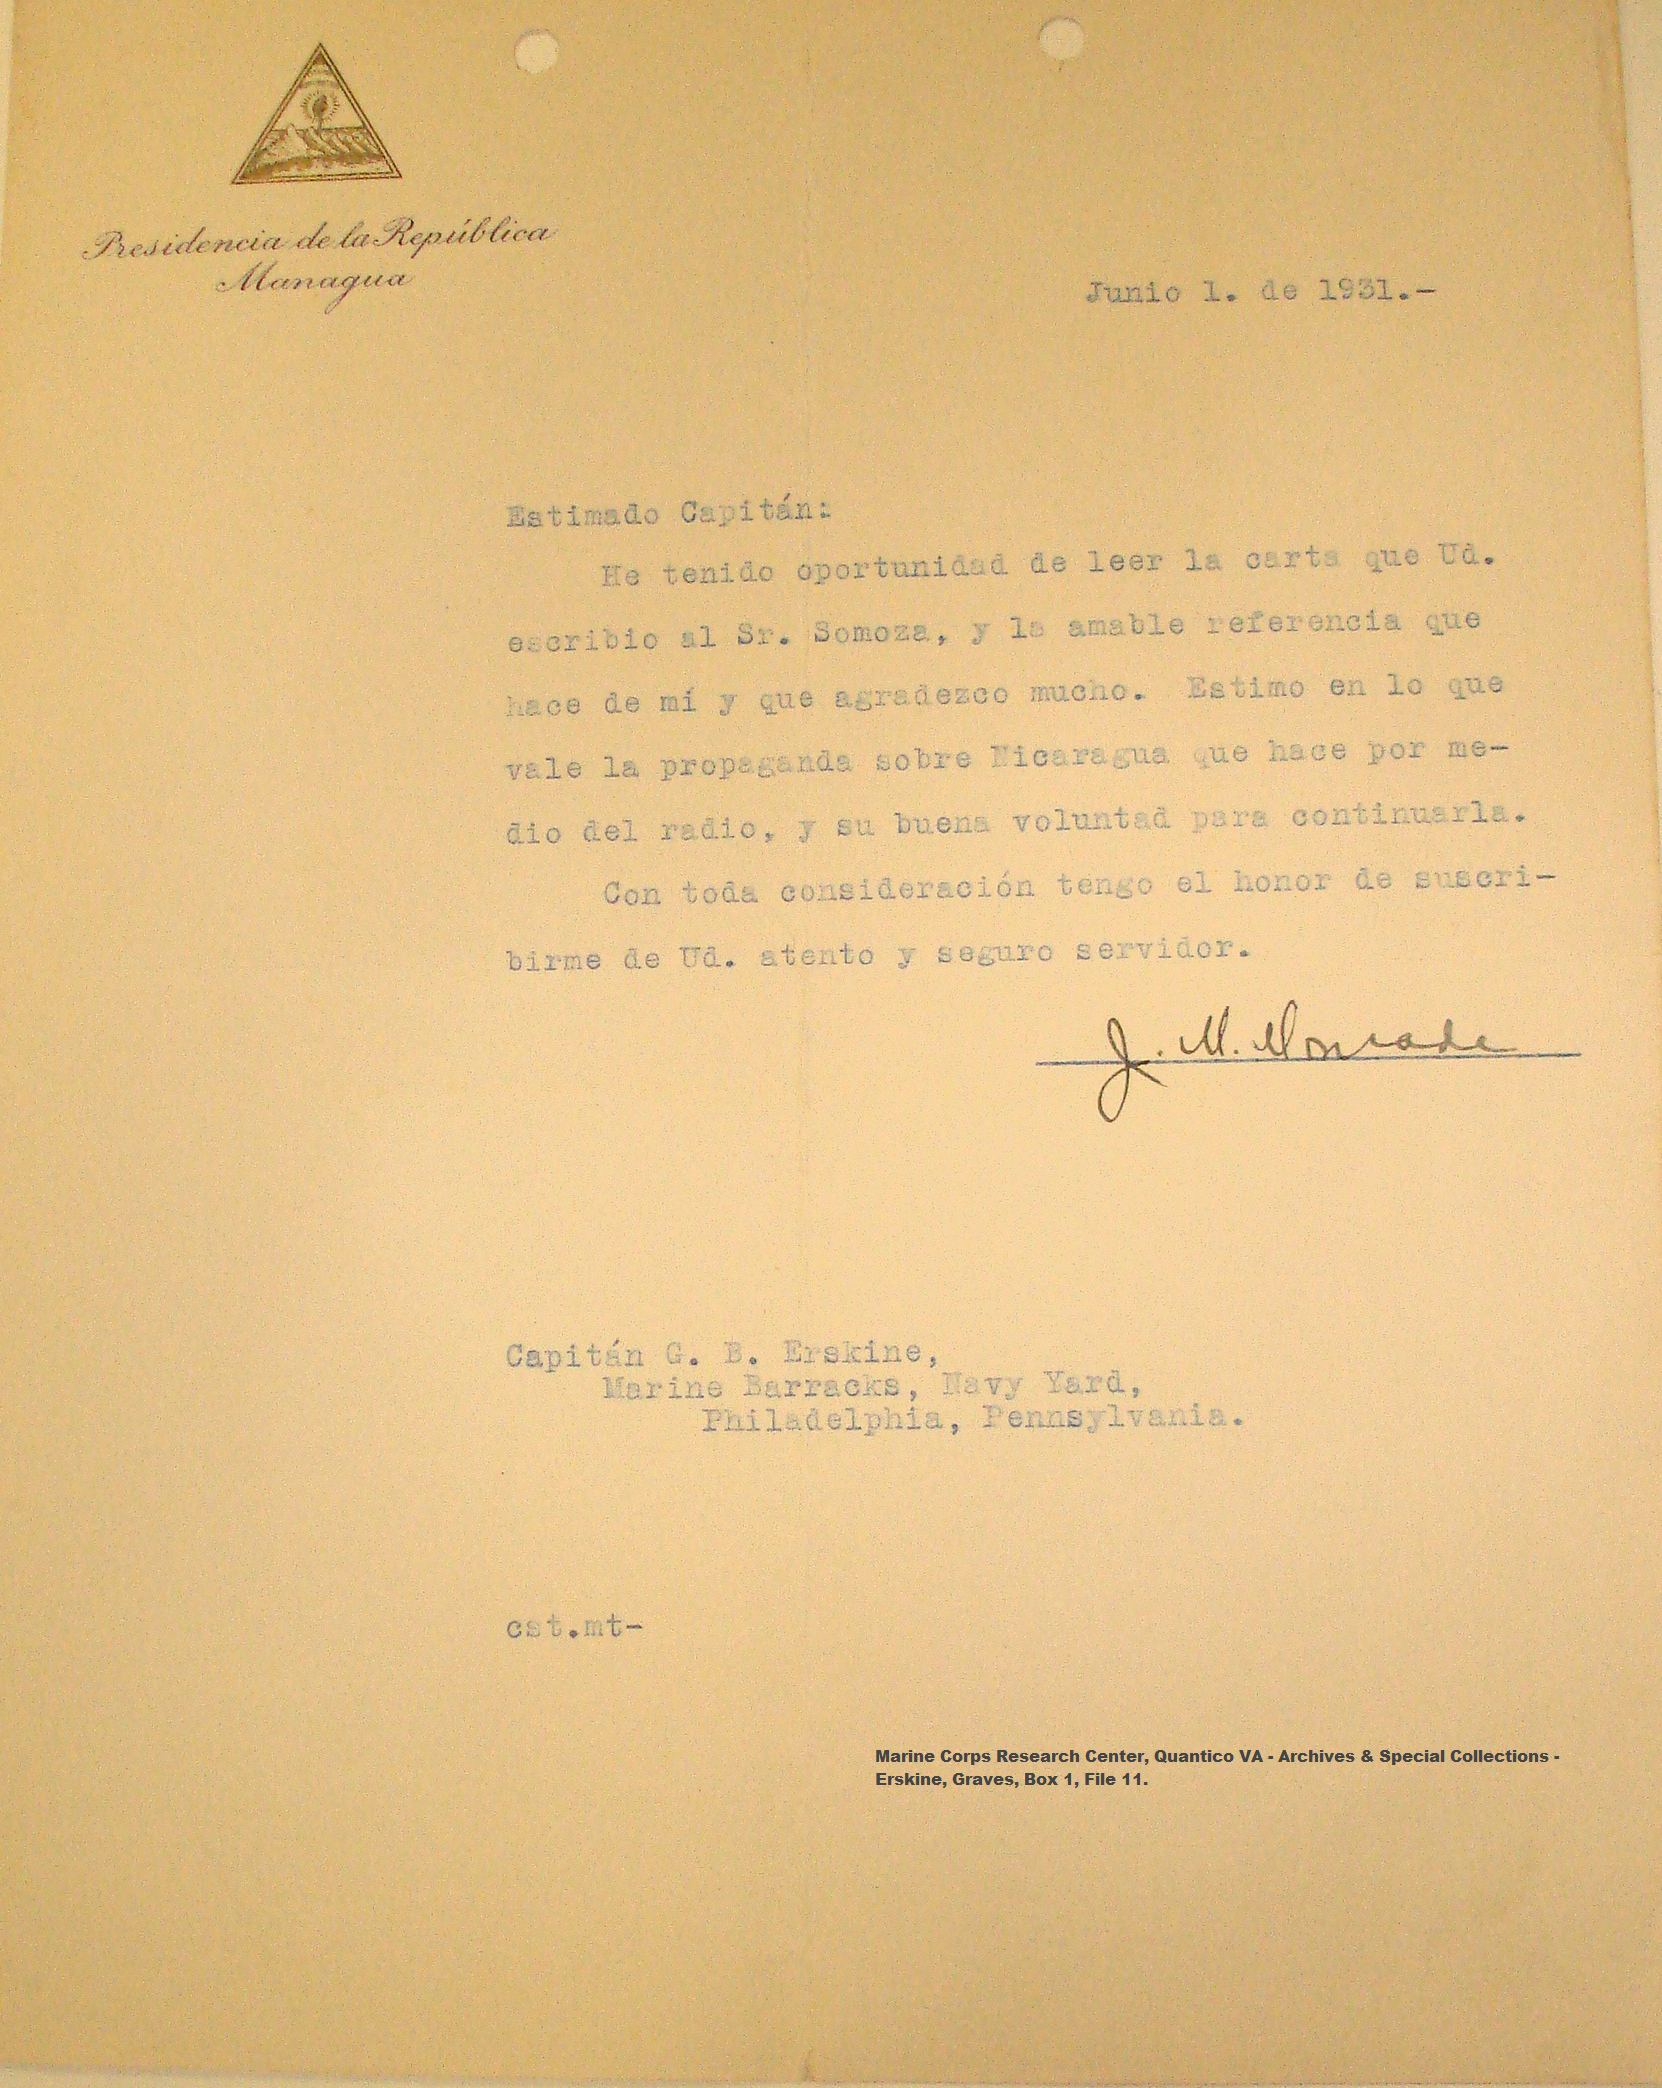 Presidencia de la República
Managua
Junio 1. de 1931.-
Estimado Capitán:
He tenido oportunidad de leer la carta que Ud.
escribio al Sr. Somoza, y la amable referencia que
hace de mí y que agradezco mucho. Estimo en lo que
vale la propaganda sobre Nicaragua que hace por me-
dio del radio, y su buena voluntad para continuarla.
Con toda consideración tengo el honor de suscri-
birme de Ud. atento y seguro servidor.
J. M. Moncada
Capitán G. B. Erskine,
Marine Barracks, Navy Yard,
Philadelphia, Pennsylvania.
cst.mt-
Marine Corps Research Center, Quantico VA - Archives & Special Collections -
Erskine, Graves, Box 1, File 11.